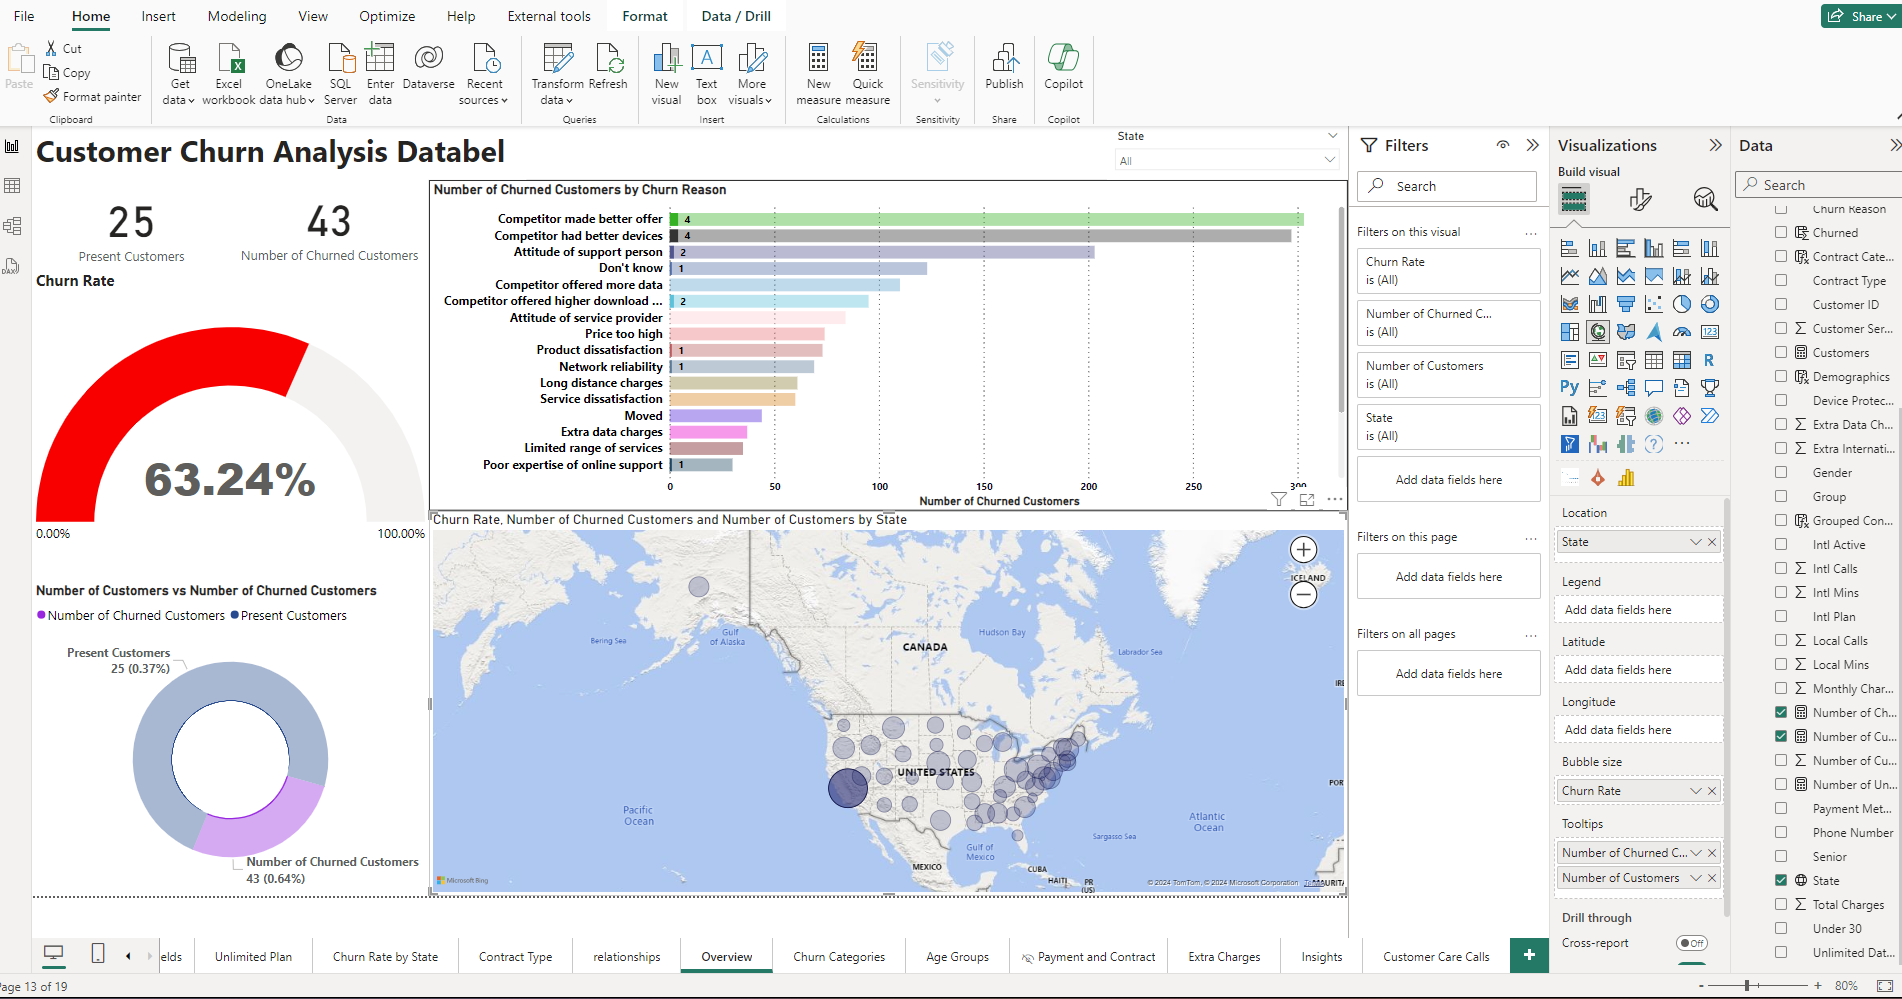 File Home Insert Modeling View Optimize Help External tools Format Data / Drill Share
Paste
Cut
Copy
Format painter
Get data
Excel workbook
OneLake data hub
SQL Server
Enter data
Dataverse
Recent sources
Transform data
Refresh
New visual
Text box
More visuals
New measure
Quick measure
Sensitivity
Publish
Copilot
Clipboard Data Queries Insert Calculations Sensitivity Share Copilot
Customer Churn Analysis Databel
State
All
25
Present Customers
43
Number of Churned Customers
Churn Rate
63.24%
0.00% 100.00%
Number of Customers vs Number of Churned Customers
Number of Churned Customers Present Customers
Present Customers
25 (0.37%)
Number of Churned Customers
43 (0.64%)
Number of Churned Customers by Churn Reason
Competitor made better offer 4
Competitor had better devices 4
Attitude of support person 2
Don't know 1
Competitor offered more data
Competitor offered higher download ... 2
Attitude of service provider
Price too high
Product dissatisfaction 1
Network reliability 1
Long distance charges
Service dissatisfaction
Moved
Extra data charges
Limited range of services
Poor expertise of online support 1
0 50 100 150 200 250 300
Number of Churned Customers
Churn Rate, Number of Churned Customers and Number of Customers by State
ICELAND
Bering Sea
Gulf
of Alaska
Hudson Bay
CANADA
Labrador Sea
IRE
UNITED STATES
POR
Pacific
Ocean
Atlantic
Ocean
Sargasso Sea
Gulf of
Mexico
MEXICO
CUBA
HAITI
PR
(US)
MAURITA
Microsoft Bing
© 2024 TomTom, © 2024 Microsoft Corporation
Filters
Search
Filters on this visual ...
Churn Rate
is (All)
Number of Churned C...
is (All)
Number of Customers
is (All)
State
is (All)
Add data fields here
Filters on this page ...
Add data fields here
Filters on all pages ...
Add data fields here
Visualizations
Build visual
123
R
Py
...
Location
State
Legend
Add data fields here
Latitude
Add data fields here
Longitude
Add data fields here
Bubble size
Churn Rate
Tooltips
Number of Churned C...
Number of Customers
Drill through
Cross-report Off
Data
Search
Churn Reason
Churned
Contract Cate...
Contract Type
Customer ID
Customer Ser...
Customers
Demographics
Device Protec...
Extra Data Ch...
Extra Internati...
Gender
Group
Grouped Con...
Intl Active
Intl Calls
Intl Mins
Intl Plan
Local Calls
Local Mins
Monthly Char...
Number of Ch...
Number of Cu...
Number of Cu...
Number of Un...
Payment Met...
Phone Number
Senior
State
Total Charges
Under 30
Unlimited Dat...
elds Unlimited Plan Churn Rate by State Contract Type relationships Overview Churn Categories Age Groups Payment and Contract Extra Charges Insights Customer Care Calls +
age 13 of 19
- + 80%